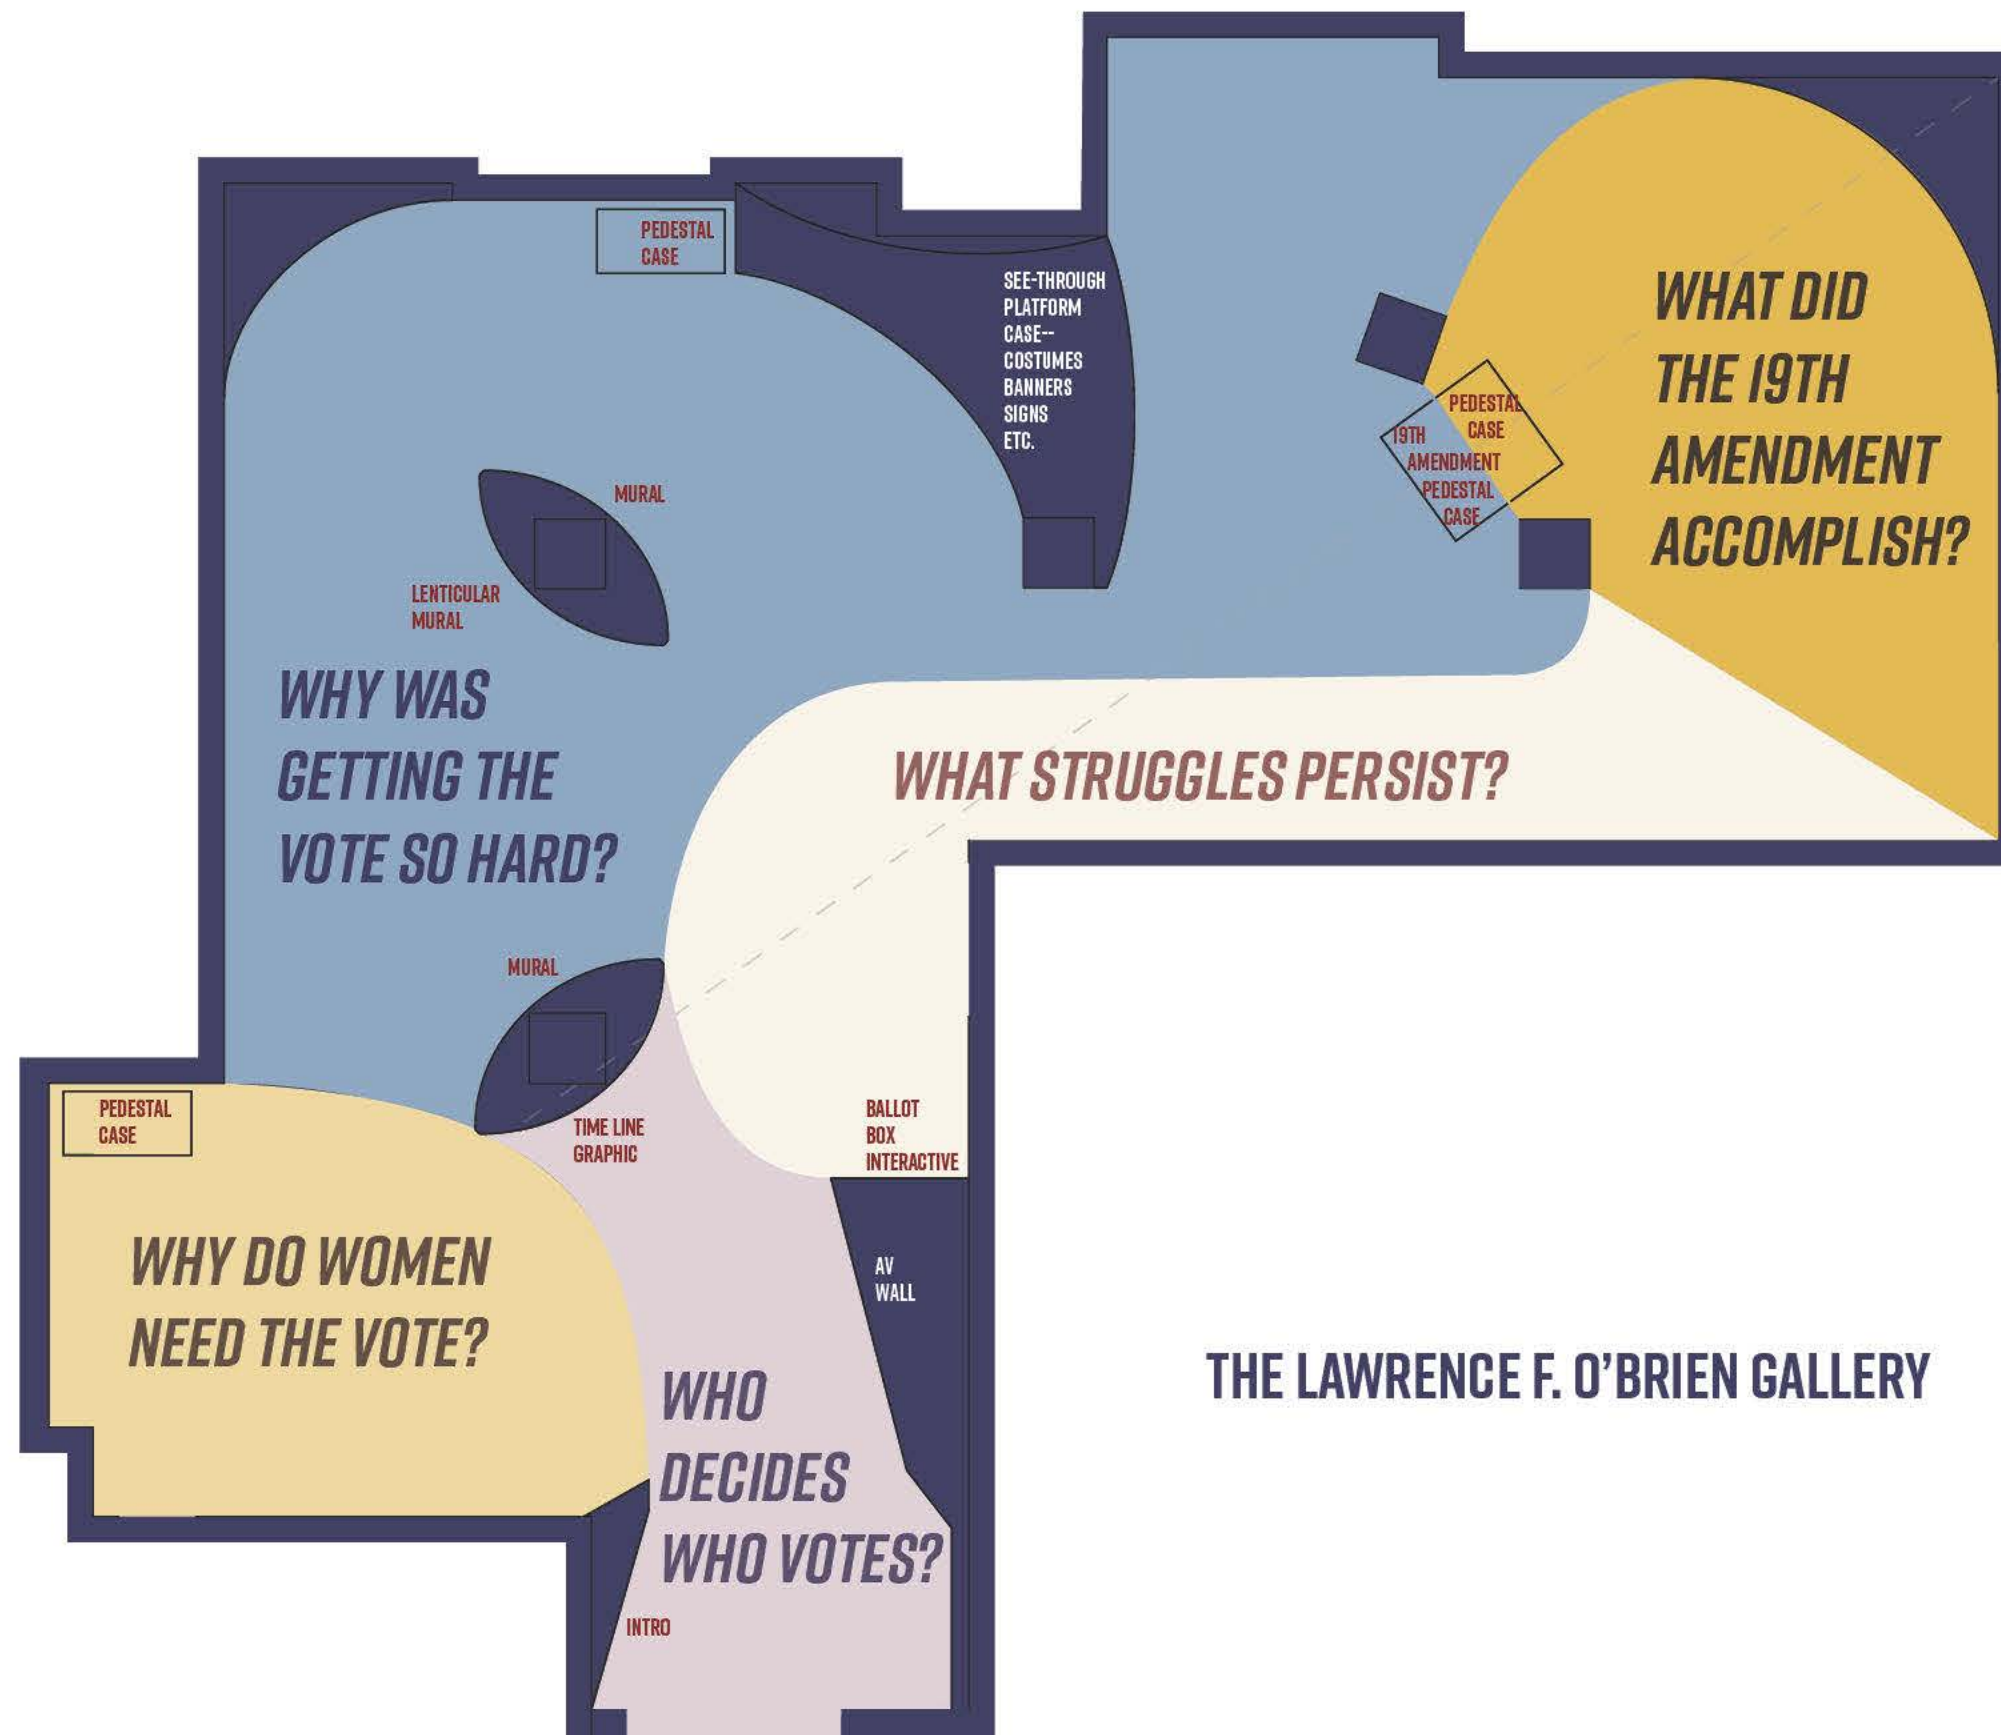 PEDESTAL
CASE
SEE-THROUGH
PLATFORM
CASE--
COSTUMES
BANNERS
SIGNS
ETC.
WHAT DID
THE 19TH
AMENDMENT
ACCOMPLISH?
PEDESTAL
CASE
19TH
AMENDMENT
PEDESTAL
CASE
MURAL
LENTICULAR
MURAL
WHY WAS
GETTING THE
VOTE SO HARD?
WHAT STRUGGLES PERSIST?
MURAL
TIME LINE
GRAPHIC
BALLOT
BOX
INTERACTIVE
PEDESTAL
CASE
WHY DO WOMEN
NEED THE VOTE?
AV
WALL
WHO
DECIDES
WHO VOTES?
INTRO
THE LAWRENCE F. O'BRIEN GALLERY